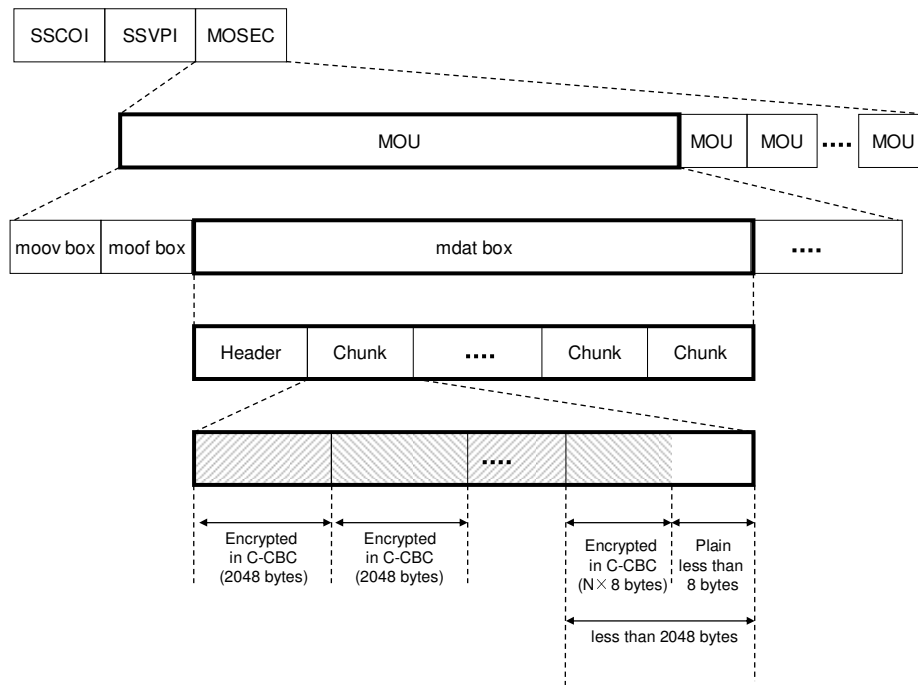 SSCOI SSVPI MOSEC
MOU MOU MOU .... MOU
moov box moof box mdat box ....
Header Chunk .... Chunk Chunk
....
Encrypted
in C-CBC
(2048 bytes)
Encrypted
in C-CBC
(2048 bytes)
Encrypted
in C-CBC
(N×8 bytes)
Plain
less than
8 bytes
less than 2048 bytes